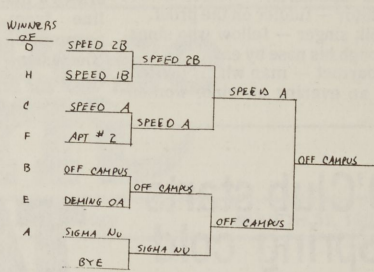 WINNERS
OF
D SPEED 2B
SPEED 2B
H SPEED 1B
SPEED A
C SPEED A
SPEED A
F APT # 2
OFF CAMPUS
B OFF CAMPUS
OFF CAMPUS
E DEMING OA
OFF CAMPUS
A SIGMA NU
SIGMA NU
BYE